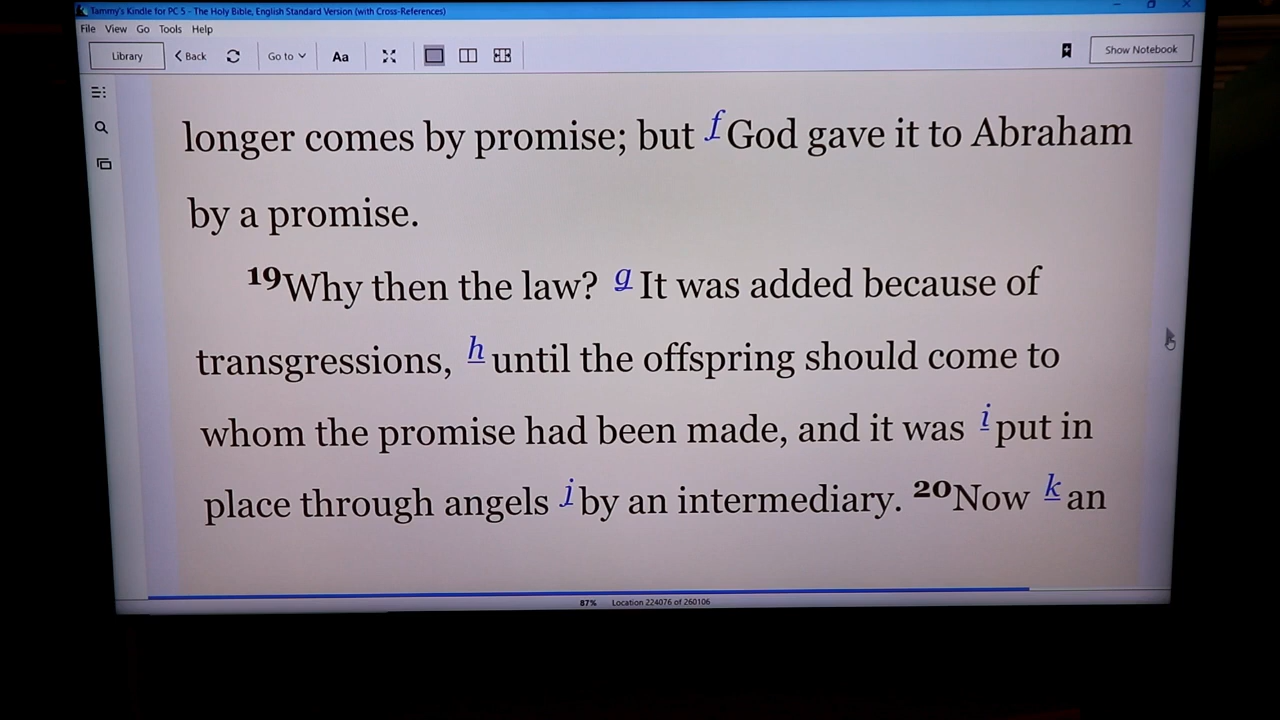 Tammy's Kindle for PC 5 - The Holy Bible, English Standard Version (with Cross-References)
File View Go Tools Help
Library Back Go to Aa Show Notebook
longer comes by promise; but f God gave it to Abraham
by a promise.
19Why then the law? g It was added because of
transgressions, h until the offspring should come to
whom the promise had been made, and it was i put in
place through angels j by an intermediary. 20Now k an
87% Location 224076 of 260106